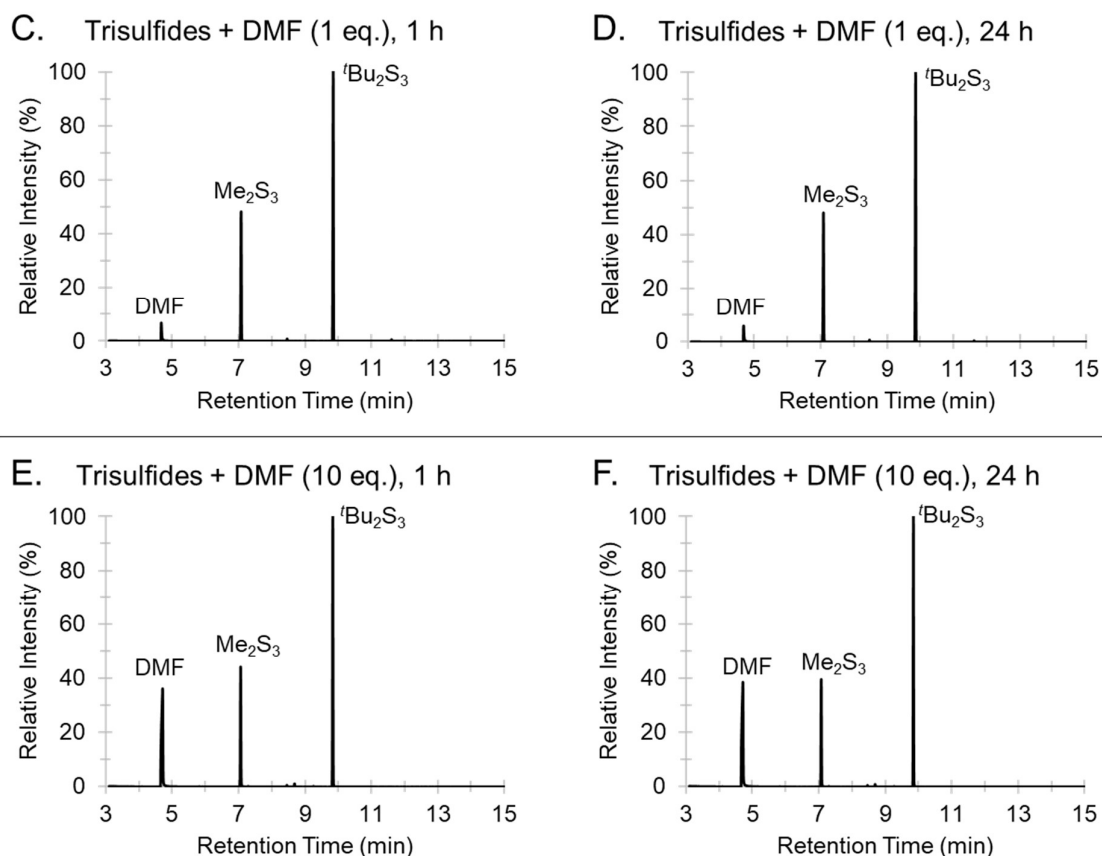 C. Trisulfides + DMF (1 eq.), 1 h
Relative Intensity (%)
100
80
60
40
20
0
ᵗBu₂S₃
Me₂S₃
DMF
3 5 7 9 11 13 15
Retention Time (min)
D. Trisulfides + DMF (1 eq.), 24 h
Relative Intensity (%)
100
80
60
40
20
0
ᵗBu₂S₃
Me₂S₃
DMF
3 5 7 9 11 13 15
Retention Time (min)
E. Trisulfides + DMF (10 eq.), 1 h
Relative Intensity (%)
100
80
60
40
20
0
ᵗBu₂S₃
Me₂S₃
DMF
3 5 7 9 11 13 15
Retention Time (min)
F. Trisulfides + DMF (10 eq.), 24 h
Relative Intensity (%)
100
80
60
40
20
0
ᵗBu₂S₃
Me₂S₃
DMF
3 5 7 9 11 13 15
Retention Time (min)